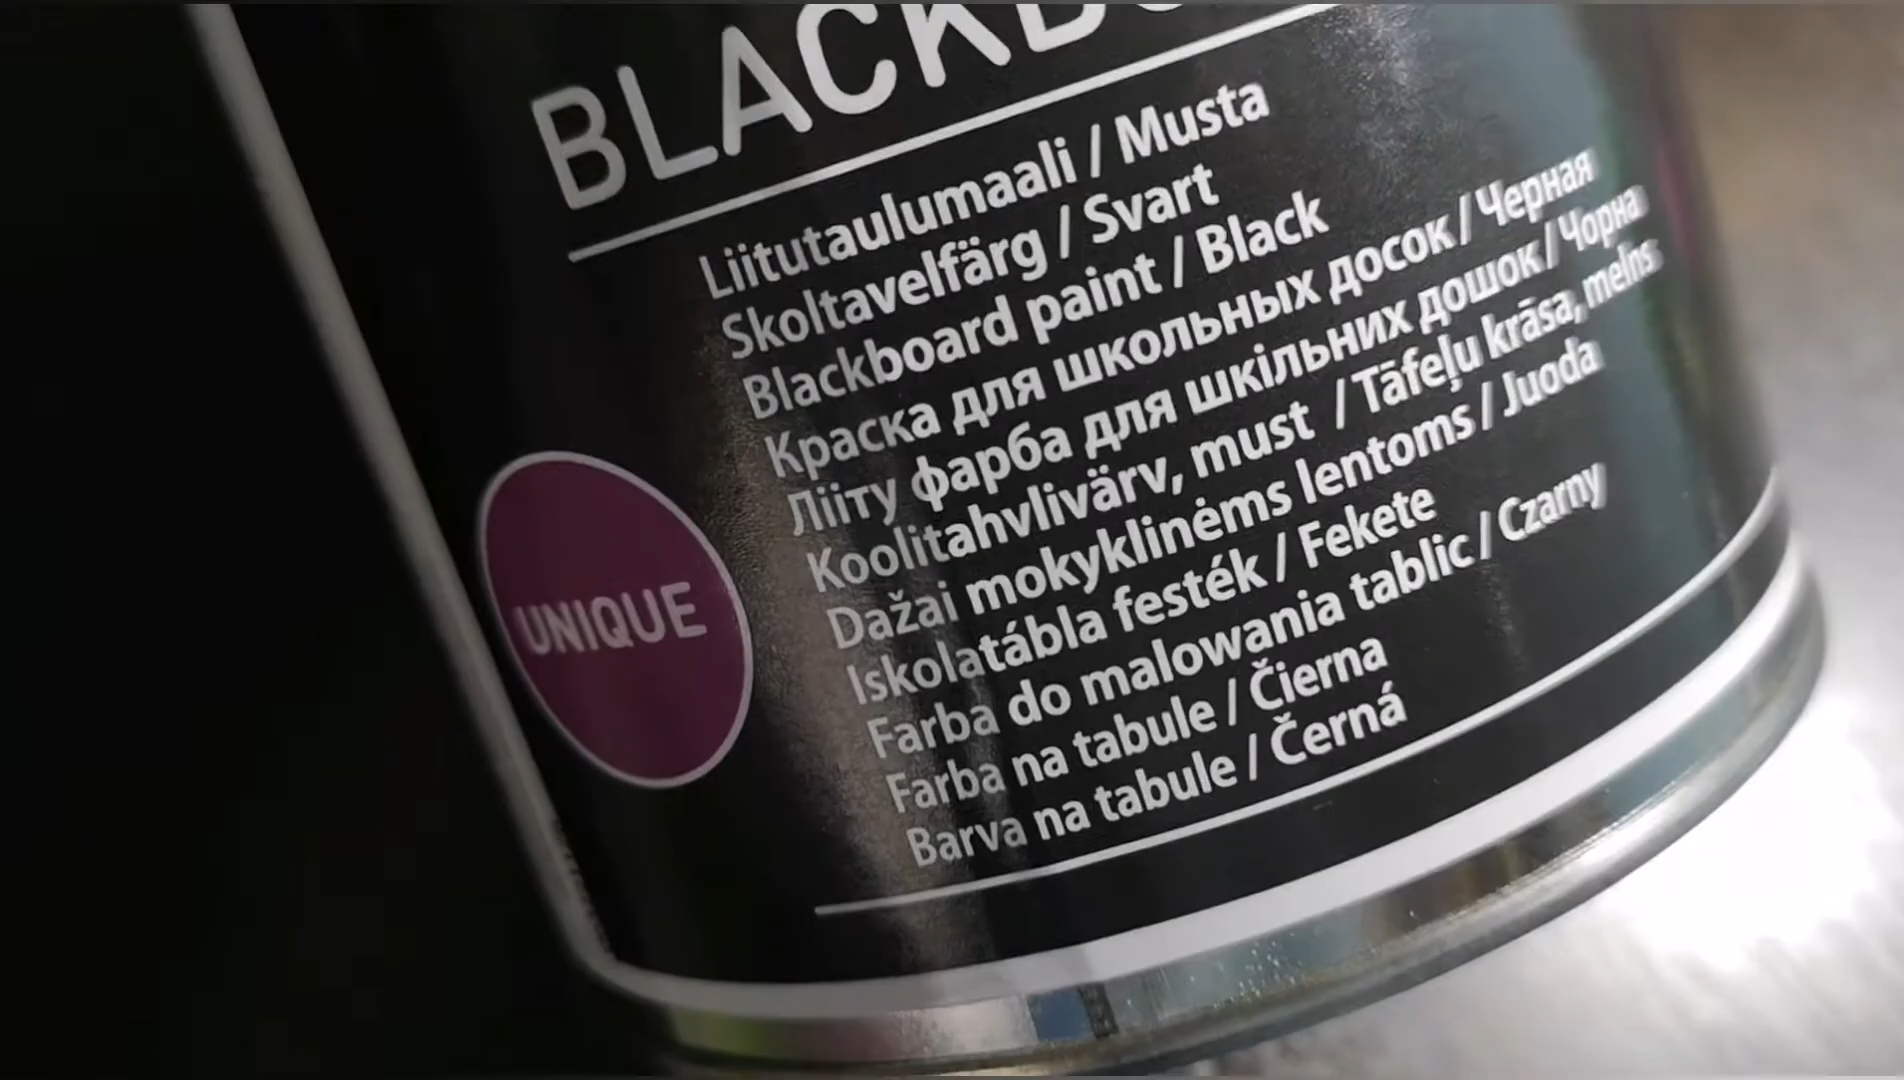 Liitutaulumaali / Musta
Skoltavelfärg / Svart
Blackboard paint / Black
Краска для школьных досок / Черная
Ліiту фарба для шкільних дошок / Чорна
Koolitahvlivärv, must / Tāfeļu krāsa, melns
Dažai mokyklinėms lentoms / Juoda
Iskolatábla festék / Fekete
Farba do malowania tablic / Czarny
Farba na tabule / Čierna
Barva na tabule / Černá
UNIQUE